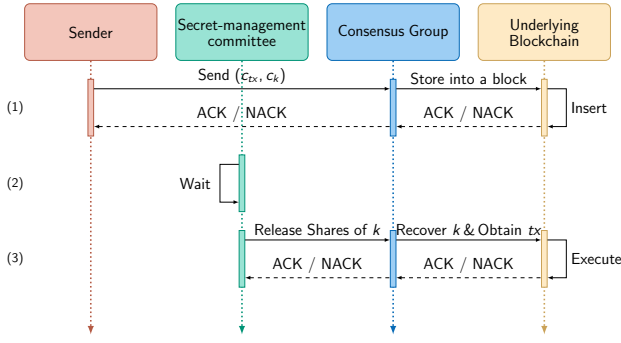 Sender
Secret-management
committee
Consensus Group
Underlying
Blockchain
Send (c_tx, c_k)
Store into a block
(1)
ACK / NACK
ACK / NACK
Insert
(2)
Wait
Release Shares of k
Recover k & Obtain tx
(3)
ACK / NACK
ACK / NACK
Execute